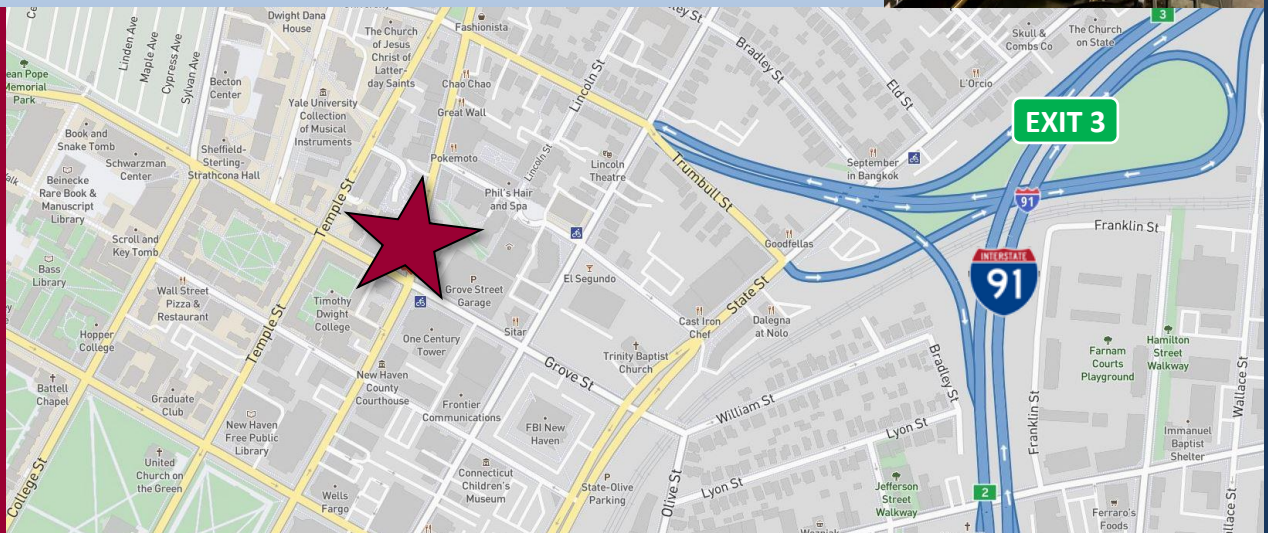 Dwight Dana
House
Fashionista
3
Skull &
Combs Co
The Church
on State
Linden Ave
Maple Ave
Cypress Ave
Sylvan Ave
The Church
of Jesus
Christ of
Latter-
day Saints
Bradley St
Lincoln St
L'Orcio
Becton
Center
Chao Chao
Eld St
Yale University
Collection
of Musical
Instruments
Great Wall
EXIT 3
Book and
Snake Tomb
Sheffield-
Sterling-
Strathcona Hall
Schwarzman
Center
Pokemoto
Lincoln St
Lincoln
Theatre
Trumbull St
September
in Bangkok
Beinecke
Rare Book &
Manuscript
Library
Temple St
Phil's Hair
and Spa
91
Franklin St
Scroll and
Key Tomb
Goodfellas
Bass
Library
INTERSTATE
91
Wall Street
Pizza &
Restaurant
Timothy
Dwight
College
P
Grove Street
Garage
El Segundo
State St
Cast Iron
Chef
Dalegna
at Nolo
Hopper
College
Temple St
One Century
Tower
Sitar
Trinity Baptist
Church
Bradley St
Farnam
Courts
Playground
Hamilton
Street
Walkway
Wallace St
Battell
Chapel
Graduate
Club
New Haven
County
Courthouse
Grove St
Frontier
Communications
William St
Franklin St
New Haven
Free Public
Library
FBI New
Haven
Lyon St
Immanuel
Baptist
Shelter
College St
United
Church on
the Green
Connecticut
Children's
Museum
P
State-Olive
Parking
Olive St
Lyon St
Jefferson
Street
Walkway
2
Wells
Fargo
Ferraro's
Foods